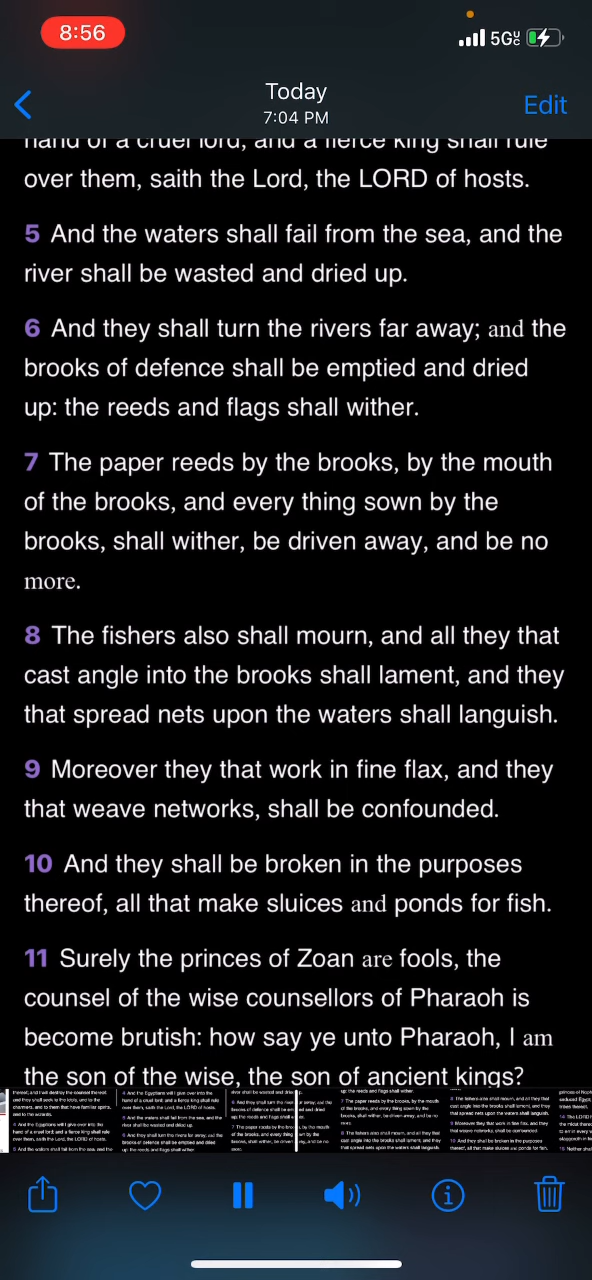 8:56
5G
Today
7:04 PM
Edit
hand of a cruel lord, and a fierce king shall rule
over them, saith the Lord, the LORD of hosts.
5 And the waters shall fail from the sea, and the
river shall be wasted and dried up.
6 And they shall turn the rivers far away; and the
brooks of defence shall be emptied and dried
up: the reeds and flags shall wither.
7 The paper reeds by the brooks, by the mouth
of the brooks, and every thing sown by the
brooks, shall wither, be driven away, and be no
more.
8 The fishers also shall mourn, and all they that
cast angle into the brooks shall lament, and they
that spread nets upon the waters shall languish.
9 Moreover they that work in fine flax, and they
that weave networks, shall be confounded.
10 And they shall be broken in the purposes
thereof, all that make sluices and ponds for fish.
11 Surely the princes of Zoan are fools, the
counsel of the wise counsellors of Pharaoh is
become brutish: how say ye unto Pharaoh, I am
the son of the wise, the son of ancient kings?